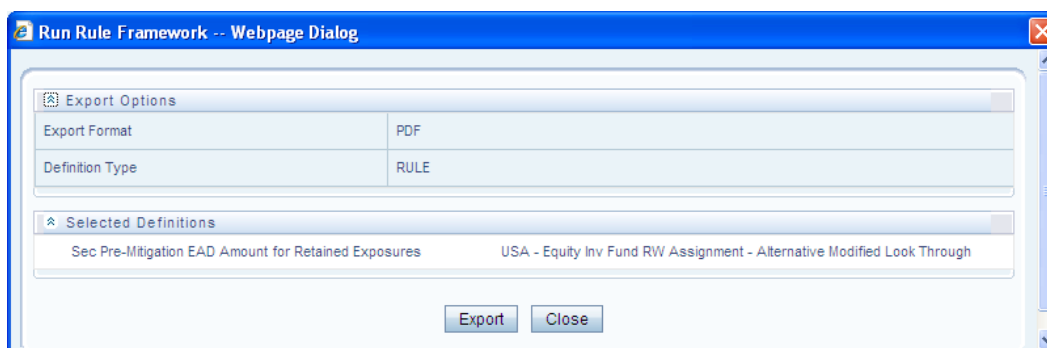 Run Rule Framework -- Webpage Dialog
Export Options
Export Format PDF
Definition Type RULE
Selected Definitions
Sec Pre-Mitigation EAD Amount for Retained Exposures USA - Equity Inv Fund RW Assignment - Alternative Modified Look Through
Export Close